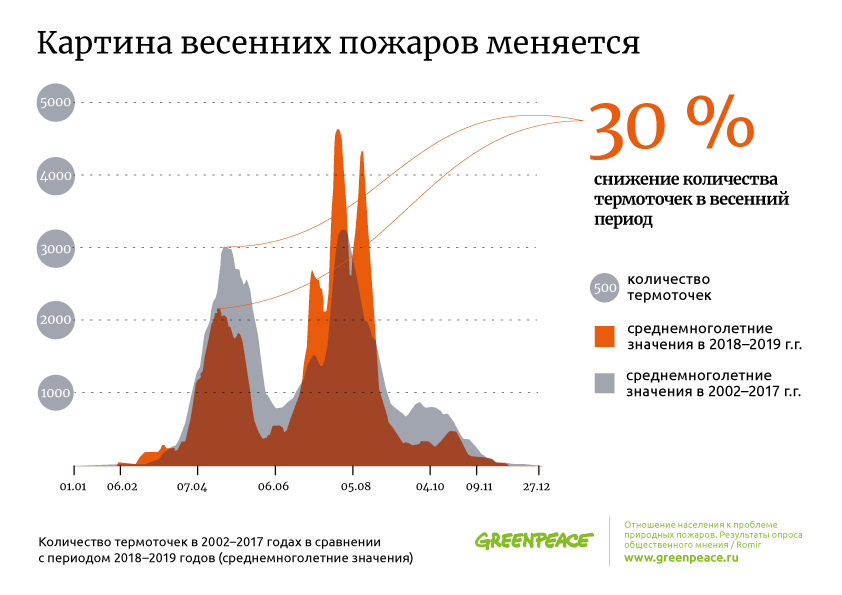 Картина весенних пожаров меняется
5000
4000
3000
2000
1000
01.01 06.02 07.04 06.06 05.08 04.10 09.11 27.12
30 %
снижение количества
термоточек в весенний
период
500
количество
термоточек
среднемноголетние
значения в 2018–2019 г.г.
среднемноголетние
значения в 2002–2017 г.г.
Количество термоточек в 2002–2017 годах в сравнении
с периодом 2018–2019 годов (среднемноголетние значения)
GREENPEACE
Отношение населения к проблеме
природных пожаров. Результаты опроса
общественного мнения / Romir
www.greenpeace.ru